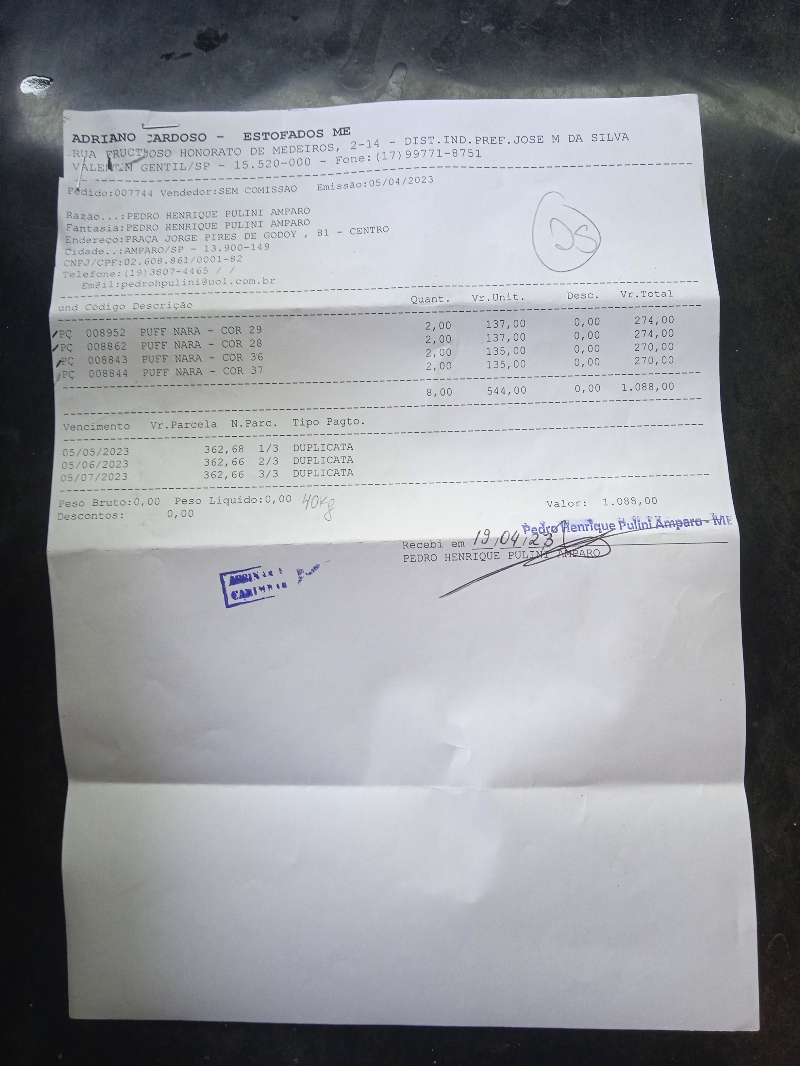 ADRIANO CARDOSO - ESTOFADOS ME
RUA FRUCTUOSO HONORATO DE MEDEIROS, 2-14 - DIST.IND.PREF.JOSE M DA SILVA
VALENTIM GENTIL/SP - 15.520-000 - Fone:(17)99771-8751
Pedido:007744 Vendedor:SEM COMISSAO Emissão:05/04/2023
Razão...:PEDRO HENRIQUE PULINI AMPARO
Fantasia:PEDRO HENRIQUE PULINI AMPARO
Endereço:PRAÇA JORGE PIRES DE GODOY , 81 - CENTRO
Cidade..:AMPARO/SP - 13.900-149
CNPJ/CPF:02.608.861/0001-82
Telefone:(19)3807-4465 / /
Em@il:pedrohpulini@uol.com.br
und Código Descrição Quant. Vr.Unit. Desc. Vr.Total
PÇ 008952 PUFF NARA - COR 29 2,00 137,00 0,00 274,00
PÇ 008862 PUFF NARA - COR 28 2,00 137,00 0,00 274,00
PÇ 008843 PUFF NARA - COR 36 2,00 135,00 0,00 270,00
PÇ 008844 PUFF NARA - COR 37 2,00 135,00 0,00 270,00
8,00 544,00 0,00 1.088,00
Vencimento Vr.Parcela N.Parc. Tipo Pagto.
05/05/2023 362,68 1/3 DUPLICATA
05/06/2023 362,66 2/3 DUPLICATA
05/07/2023 362,66 3/3 DUPLICATA
Peso Bruto:0,00 Peso Liquido:0,00 40kg Valor: 1.088,00
Descontos: 0,00
Pedro Henrique Pulini Amparo - ME
Recebi em 19/04/23
PEDRO HENRIQUE PULINI AMPARO